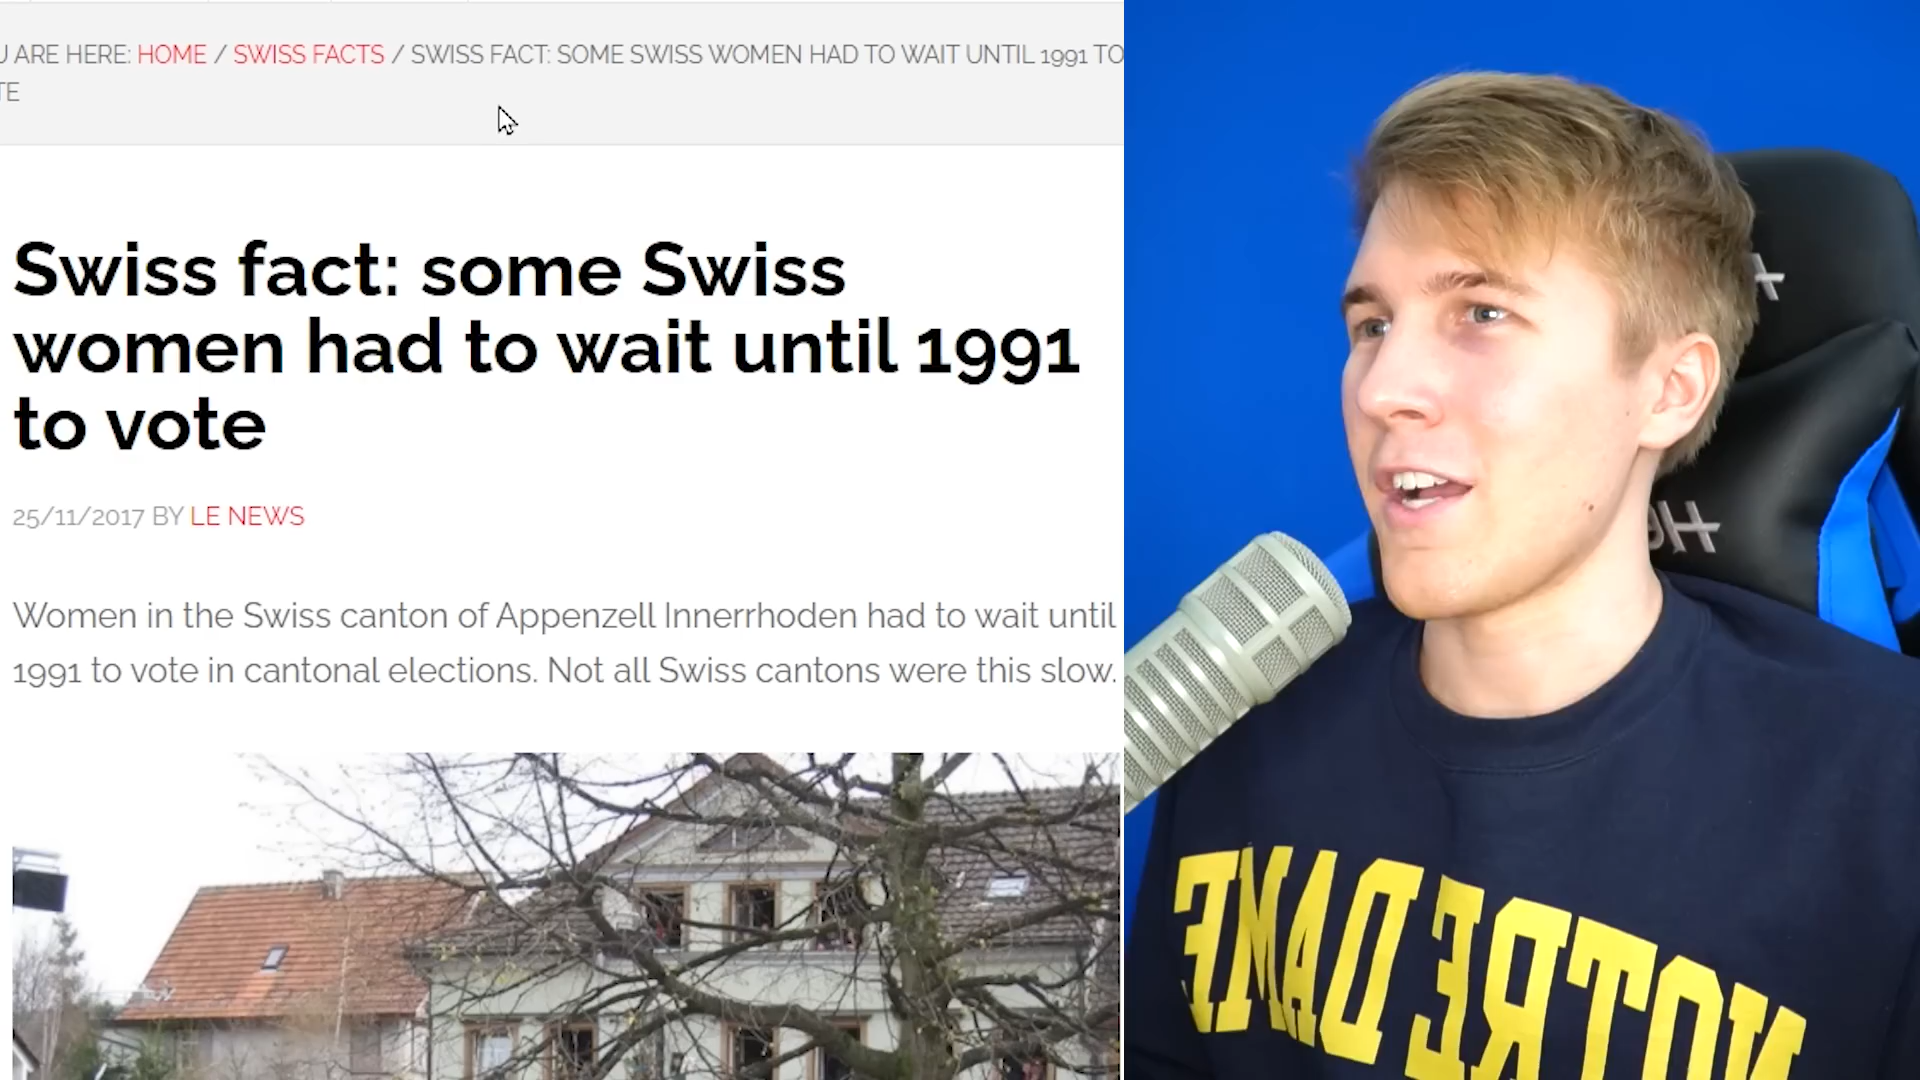 U ARE HERE: HOME / SWISS FACTS / SWISS FACT: SOME SWISS WOMEN HAD TO WAIT UNTIL 1991 TO
TE
Swiss fact: some Swiss
women had to wait until 1991
to vote
25/11/2017 BY LE NEWS
Women in the Swiss canton of Appenzell Innerrhoden had to wait until
1991 to vote in cantonal elections. Not all Swiss cantons were this slow.
NOTRE DAME